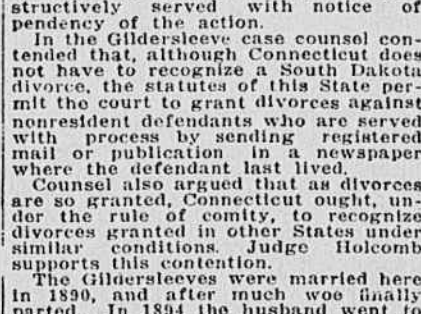 structively served with notice of
pendency of the action.
In the Gildersleeve case counsel con-
tended that, although Connecticut does
not have to recognize a South Dakota
divorce, the statutes of this State per-
mit the court to grant divorces against
nonresident defendants who are served
with process by sending registered
mail or publication in a newspaper
where the defendant last lived.
Counsel also argued that as divorces
are so granted, Connecticut ought, un-
der the rule of comity, to recognize
divorces granted in other States under
similar conditions. Judge Holcomb
supports this contention.
The Gildersleeves were married here
in 1890, and after much woe finally
parted. In 1894 the husband went to